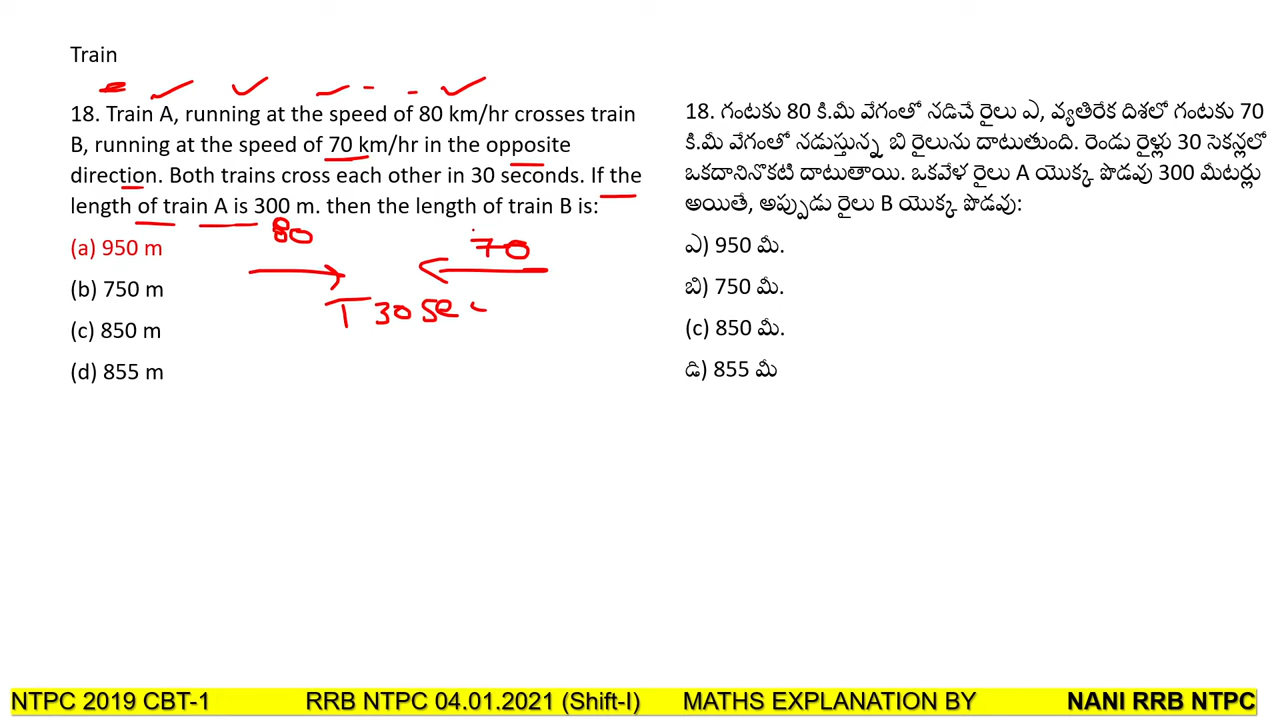 Train
18. Train A, running at the speed of 80 km/hr crosses train
B, running at the speed of 70 km/hr in the opposite
direction. Both trains cross each other in 30 seconds. If the
length of train A is 300 m. then the length of train B is:
80
70
(a) 950 m
T 30 Se
(b) 750 m
(c) 850 m
(d) 855 m
18. గంటకు 80 కి.మీ వేగంతో నడిచే రైలు ఎ, వ్యతిరేక దిశలో గంటకు 70
కి.మీ వేగంతో నడుస్తున్న బి రైలును దాటుతుంది. రెండు రైళ్లు 30 సెకన్లలో
ఒకదానినొకటి దాటుతాయి. ఒకవేళ రైలు A యొక్క పొడవు 300 మీటర్లు
అయితే, అప్పుడు రైలు B యొక్క పొడవు:
ఎ) 950 మీ.
బి) 750 మీ.
(c) 850 మీ.
డి) 855 మీ
NTPC 2019 CBT-1 RRB NTPC 04.01.2021 (Shift-I) MATHS EXPLANATION BY NANI RRB NTPC